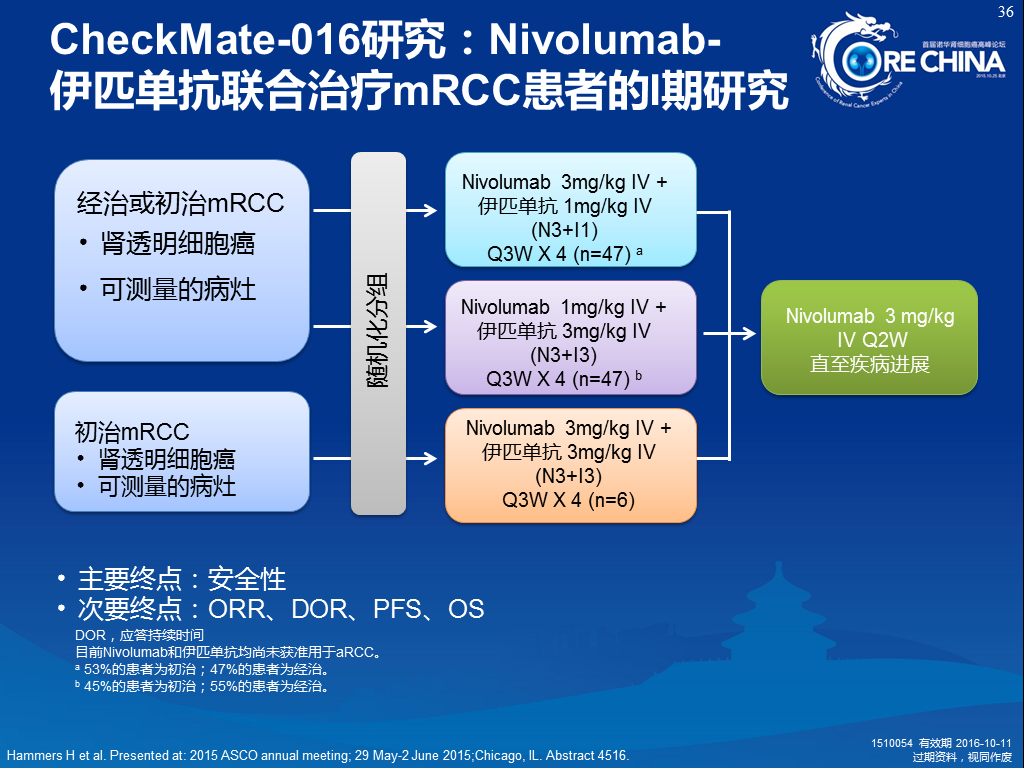 36
CheckMate-016研究：Nivolumab-
伊匹单抗联合治疗mRCC患者的I期研究
首届诺华肾细胞癌高峰论坛
ORE CHINA
2015.10.25 北京
Conference of Renal Cancer Experts in China
经治或初治mRCC
• 肾透明细胞癌
• 可测量的病灶
初治mRCC
• 肾透明细胞癌
• 可测量的病灶
随机化分组
Nivolumab 3mg/kg IV +
伊匹单抗 1mg/kg IV
(N3+I1)
Q3W X 4 (n=47) a
Nivolumab 1mg/kg IV +
伊匹单抗 3mg/kg IV
(N3+I3)
Q3W X 4 (n=47) b
Nivolumab 3mg/kg IV +
伊匹单抗 3mg/kg IV
(N3+I3)
Q3W X 4 (n=6)
Nivolumab 3 mg/kg
IV Q2W
直至疾病进展
• 主要终点：安全性
• 次要终点：ORR、DOR、PFS、OS
DOR，应答持续时间
目前Nivolumab和伊匹单抗均尚未获准用于aRCC。
a 53%的患者为初治；47%的患者为经治。
b 45%的患者为初治；55%的患者为经治。
Hammers H et al. Presented at: 2015 ASCO annual meeting; 29 May-2 June 2015;Chicago, IL. Abstract 4516.
1510054 有效期 2016-10-11
过期资料，视同作废